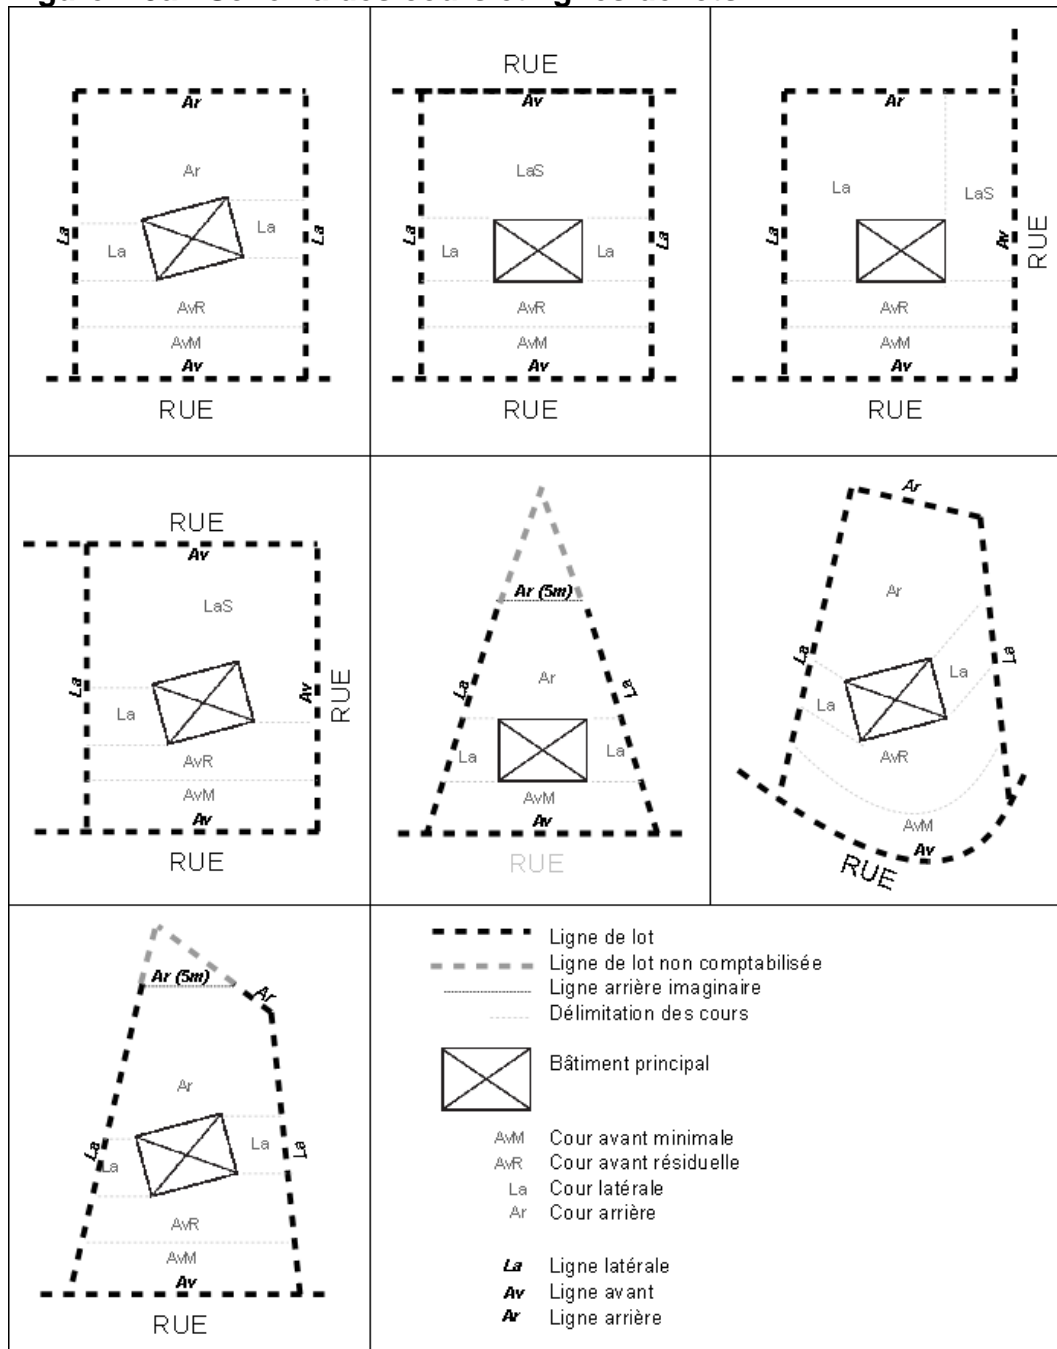 Ar
Ar
La
La
La
La
AvR
AvM
Av
RUE
RUE
Av
LaS
La
La
La
La
AvR
AvM
Av
RUE
Ar
La
LaS
La
Av
RUE
AvR
AvM
Av
RUE
RUE
Av
LaS
La
La
Av
RUE
AvR
AvM
Av
RUE
Ar (5m)
Ar
La
La
La
La
AvM
Av
RUE
Ar
Ar
La
La
La
La
AvR
AvM
Av
RUE
Ar (5m)
Ar
Ar
La
La
La
La
AvR
AvM
Av
RUE
Ligne de lot
Ligne de lot non comptabilisée
Ligne arrière imaginaire
Délimitation des cours
Bâtiment principal
AvM Cour avant minimale
AvR Cour avant résiduelle
La Cour latérale
Ar Cour arrière
La Ligne latérale
Av Ligne avant
Ar Ligne arrière